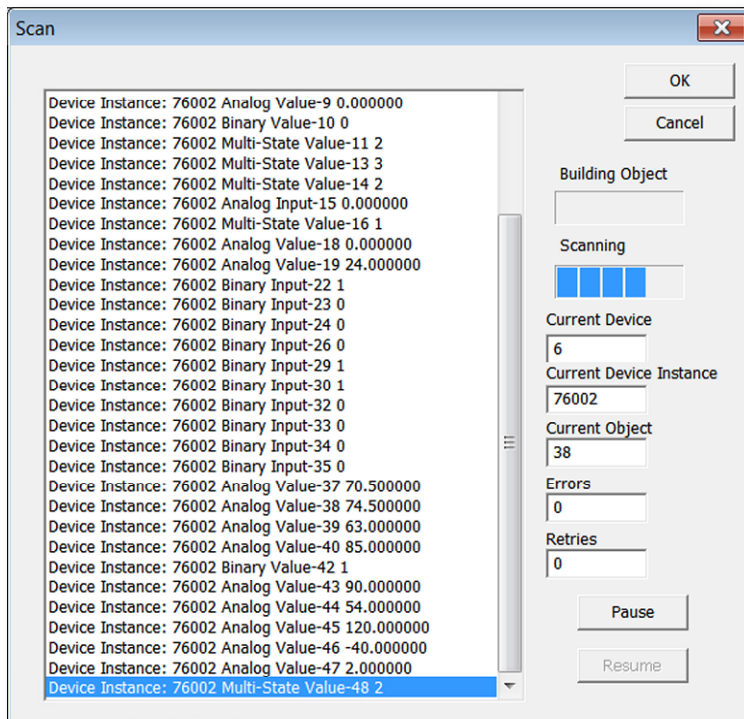 Scan
OK
Cancel
Device Instance: 76002 Analog Value-9 0.000000
Device Instance: 76002 Binary Value-10 0
Device Instance: 76002 Multi-State Value-11 2
Device Instance: 76002 Multi-State Value-13 3
Device Instance: 76002 Multi-State Value-14 2
Device Instance: 76002 Analog Input-15 0.000000
Device Instance: 76002 Multi-State Value-16 1
Device Instance: 76002 Analog Value-18 0.000000
Device Instance: 76002 Analog Value-19 24.000000
Device Instance: 76002 Binary Input-22 1
Device Instance: 76002 Binary Input-23 0
Device Instance: 76002 Binary Input-24 0
Device Instance: 76002 Binary Input-26 0
Device Instance: 76002 Binary Input-29 1
Device Instance: 76002 Binary Input-30 1
Device Instance: 76002 Binary Input-32 0
Device Instance: 76002 Binary Input-33 0
Device Instance: 76002 Binary Input-34 0
Device Instance: 76002 Binary Input-35 0
Device Instance: 76002 Analog Value-37 70.500000
Device Instance: 76002 Analog Value-38 74.500000
Device Instance: 76002 Analog Value-39 63.000000
Device Instance: 76002 Analog Value-40 85.000000
Device Instance: 76002 Binary Value-42 1
Device Instance: 76002 Analog Value-43 90.000000
Device Instance: 76002 Analog Value-44 54.000000
Device Instance: 76002 Analog Value-45 120.000000
Device Instance: 76002 Analog Value-46 -40.000000
Device Instance: 76002 Analog Value-47 2.000000
Device Instance: 76002 Multi-State Value-48 2
Building Object
Scanning
Current Device
6
Current Device Instance
76002
Current Object
38
Errors
0
Retries
0
Pause
Resume